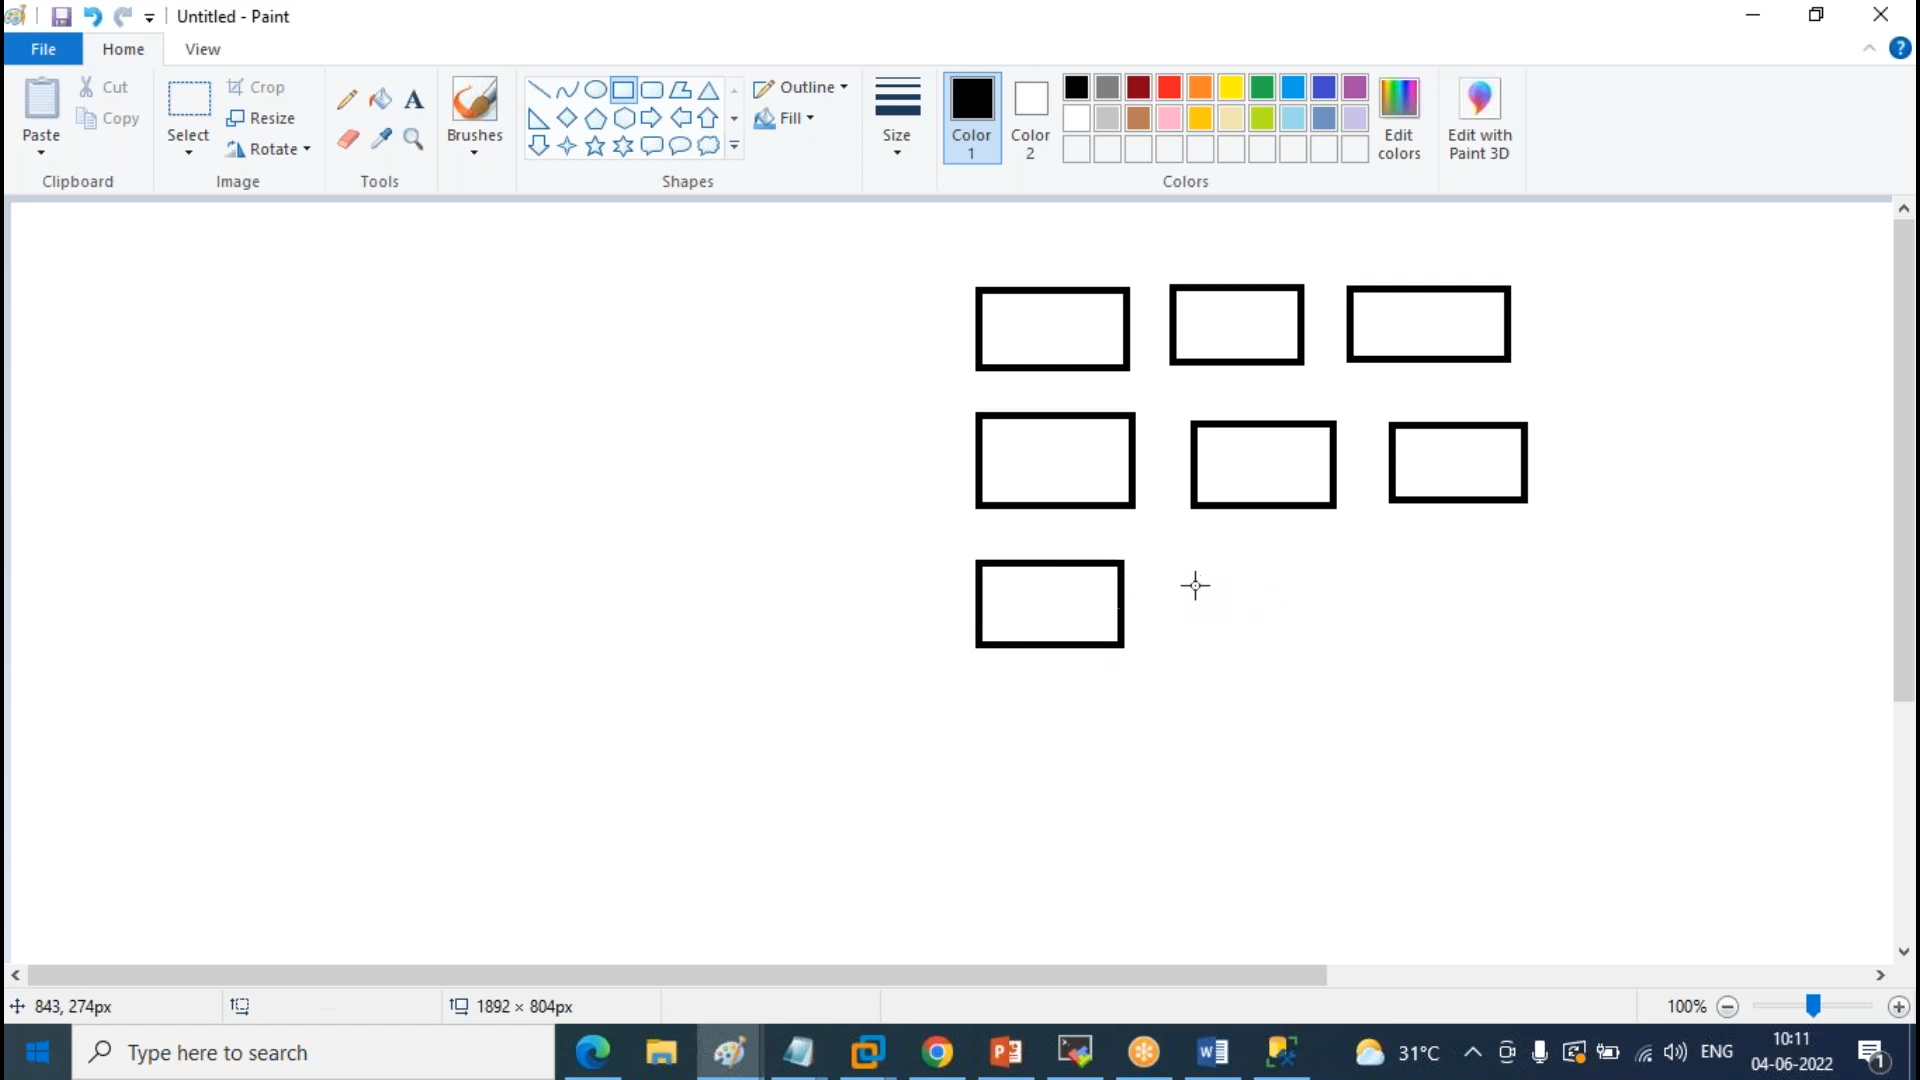 Untitled - Paint
File Home View
Paste Cut Copy Clipboard
Select Crop Resize Rotate Image
Tools
Brushes
Outline Fill Shapes
Size
Color 1 Color 2 Edit colors Colors
Edit with Paint 3D
843, 274px 1892 × 804px 100%
Type here to search 31°C ENG 10:11
04-06-2022 1